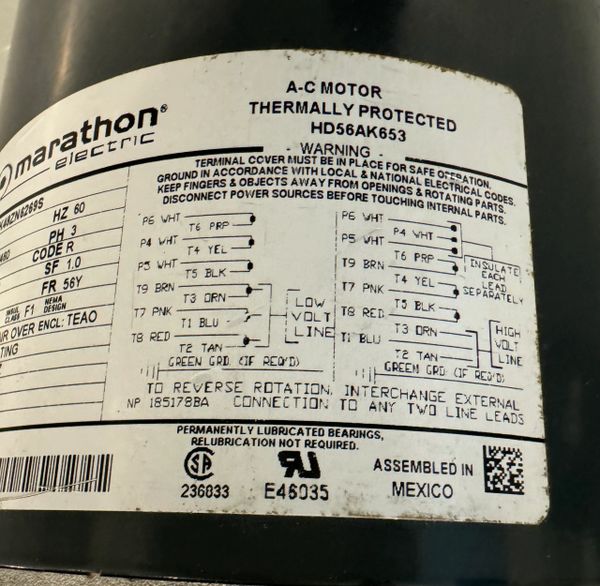 A-C MOTOR
THERMALLY PROTECTED
HD56AK653
marathon®
electric
- WARNING -
TERMINAL COVER MUST BE IN PLACE FOR SAFE OPERATION.
GROUND IN ACCORDANCE WITH LOCAL & NATIONAL ELECTRICAL CODES.
KEEP FINGERS & OBJECTS AWAY FROM OPENINGS & ROTATING PARTS.
DISCONNECT POWER SOURCES BEFORE TOUCHING INTERNAL PARTS.
HZ 60
PH 3
CODE R
SF 1.0
FR 56Y
INSUL CLASS F1 NEMA DESIGN
OVER ENCL: TEAO
P6 WHT
T6 PRP
P4 WHT
T4 YEL
P5 WHT
T5 BLK
T9 BRN
T3 ORN
T7 PNK
T1 BLU
T8 RED
T2 TAN
LOW
VOLT
LINE
GREEN GRD. (IF REQ'D)
P6 WHT
P4 WHT
P5 WHT
T6 PRP
T9 BRN
T4 YEL
T7 PNK
T5 BLK
T8 RED
T3 ORN
T1 BLU
T2 TAN
INSULATE
EACH
LEAD
SEPARATELY
HIGH
VOLT
LINE
GREEN GRD. (IF REQ'D)
TO REVERSE ROTATION, INTERCHANGE EXTERNAL
NP 185178BA CONNECTION TO ANY TWO LINE LEADS
PERMANENTLY LUBRICATED BEARINGS,
RELUBRICATION NOT REQUIRED.
236833
E46035
ASSEMBLED IN
MEXICO